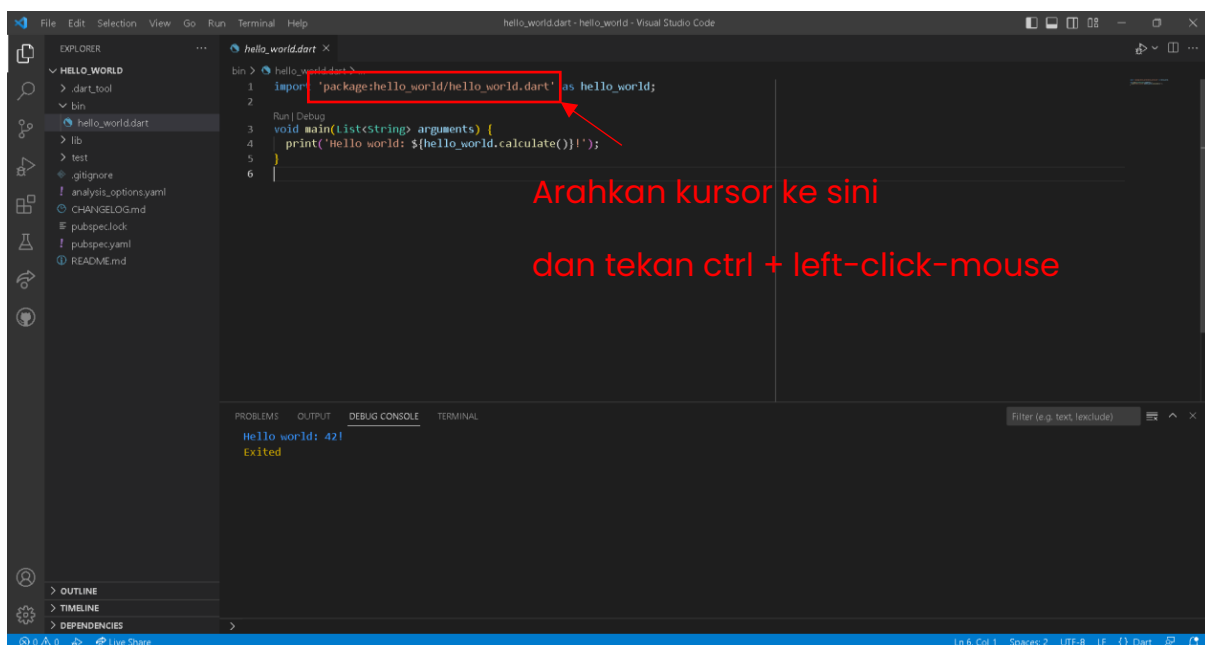 File Edit Selection View Go Run Terminal Help hello_world.dart - hello_world - Visual Studio Code
EXPLORER ...
HELLO_WORLD
.dart_tool
bin
hello_world.dart
lib
test
.gitignore
analysis_options.yaml
CHANGELOG.md
pubspec.lock
pubspec.yaml
README.md
OUTLINE
TIMELINE
DEPENDENCIES
hello_world.dart
bin > hello_world.dart > ...
1 import 'package:hello_world/hello_world.dart' as hello_world;
2
Run | Debug
3 void main(List<String> arguments) {
4 print('Hello world: ${hello_world.calculate()}!');
5 }
6
Arahkan kursor ke sini
dan tekan ctrl + left-click-mouse
PROBLEMS OUTPUT DEBUG CONSOLE TERMINAL Filter (e.g. text, !exclude)
Hello world: 42!
Exited
>
0 0 Live Share Ln 6, Col 1 Spaces: 2 UTF-8 LF {} Dart